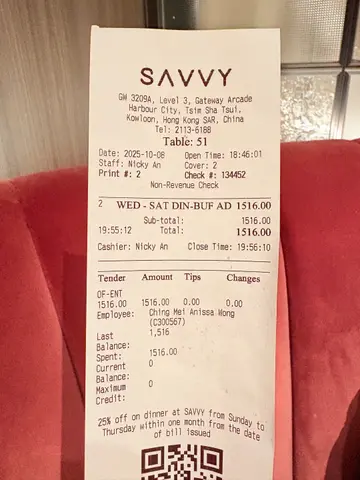 SAVVY
GW 3209A, Level 3, Gateway Arcade
Harbour City, Tsim Sha Tsui,
Kowloon, Hong Kong SAR, China
Tel: 2113-6188
Table: 51
Date: 2025-10-08 Open Time: 18:46:01
Staff: Nicky An Cover: 2
Print #: 2 Check #: 134452
Non-Revenue Check
2 WED - SAT DIN-BUF AD 1516.00
Sub-total: 1516.00
19:55:12 Total: 1516.00
Cashier: Nicky An Close Time: 19:56:10
Tender Amount Tips Changes
OF-ENT
1516.00 1516.00 0.00 0.00
Employee: Ching Mei Anissa Wong
(C300567)
Last 1,516
Balance:
Spent: 1516.00
Current 0
Balance:
Maximum 0
Credit:
25% off on dinner at SAVVY from Sunday to
Thursday within one month from the date
of bill issued